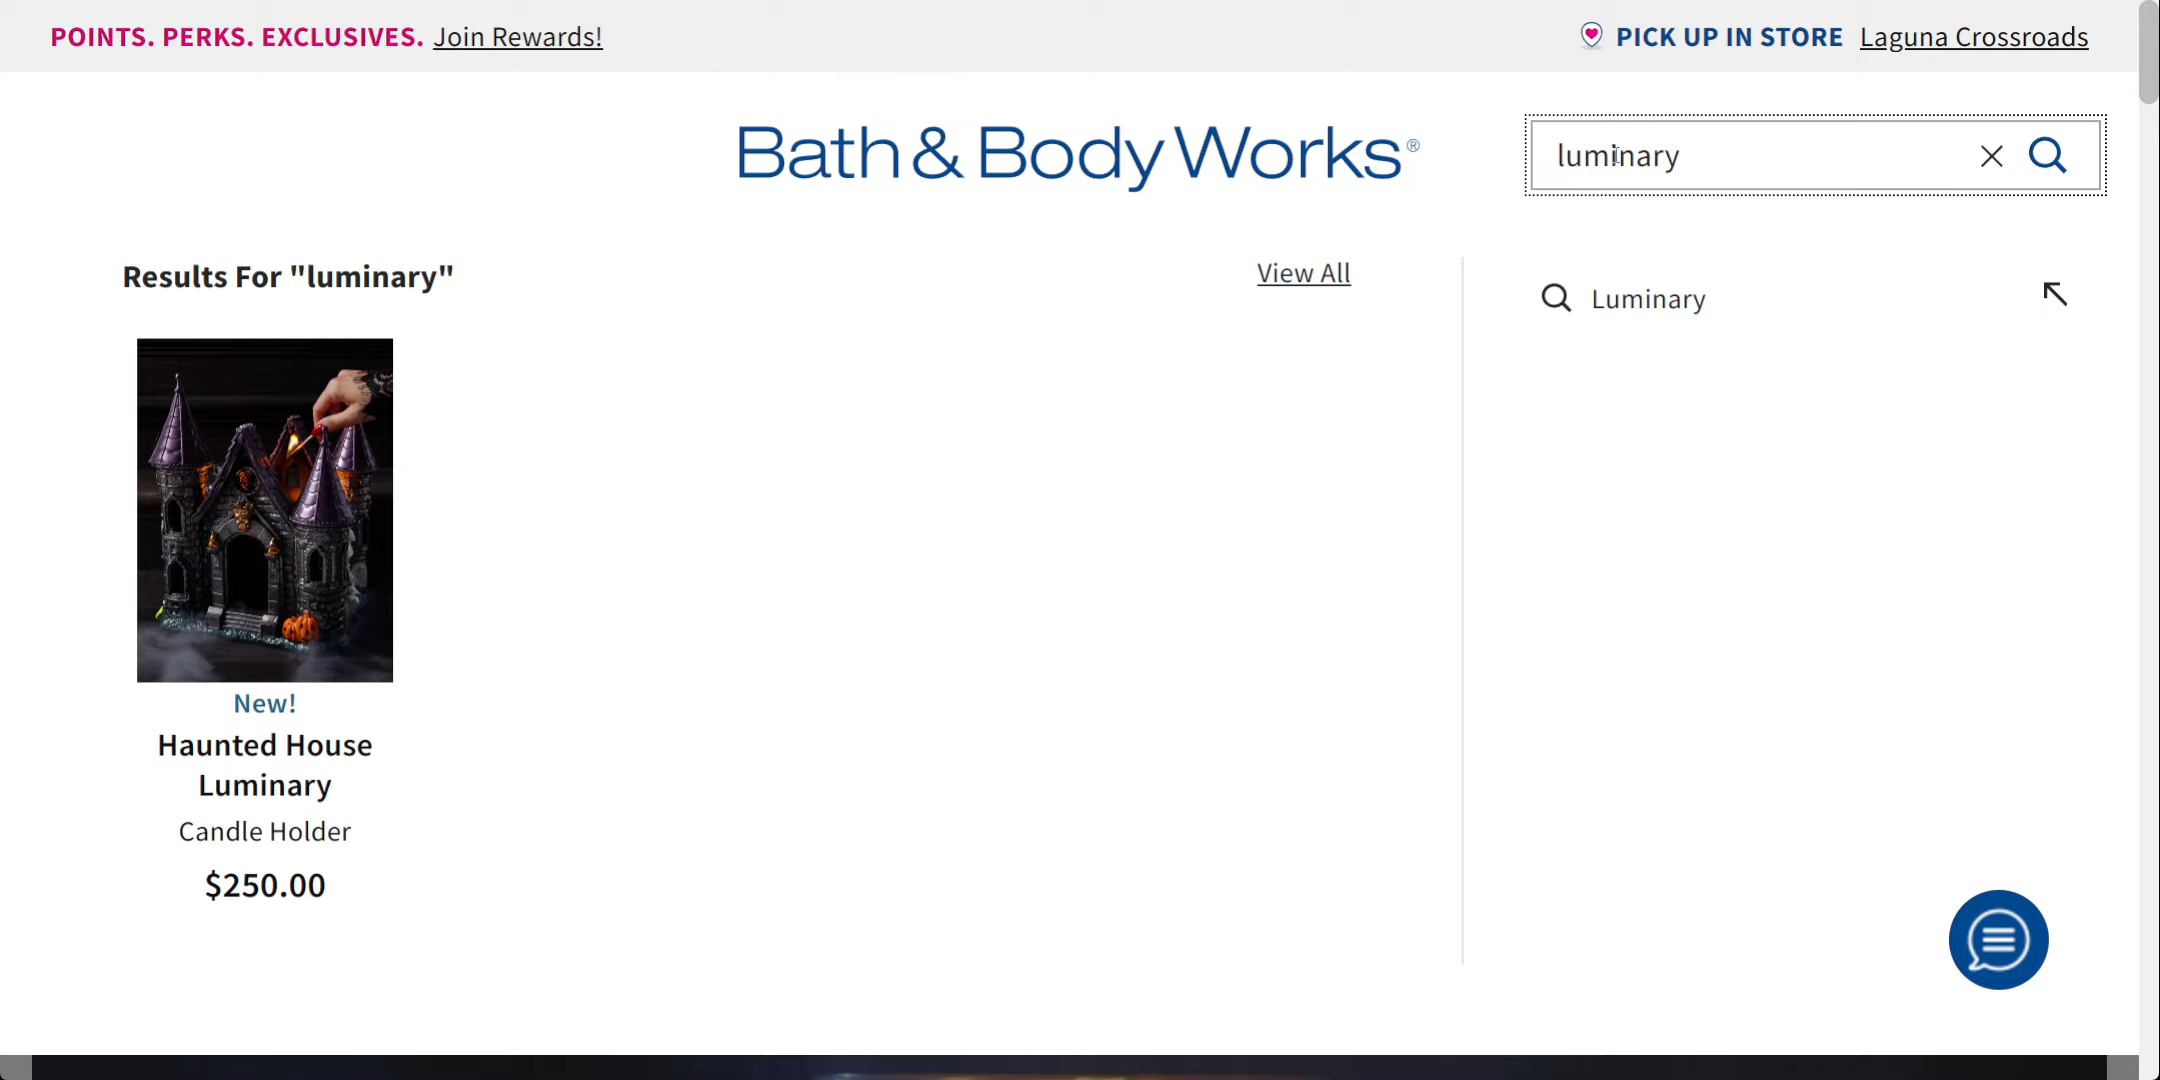 POINTS. PERKS. EXCLUSIVES. Join Rewards!
PICK UP IN STORE Laguna Crossroads
Bath & Body Works®
luminary
Results For "luminary"
View All
Luminary
New!
Haunted House
Luminary
Candle Holder
$250.00